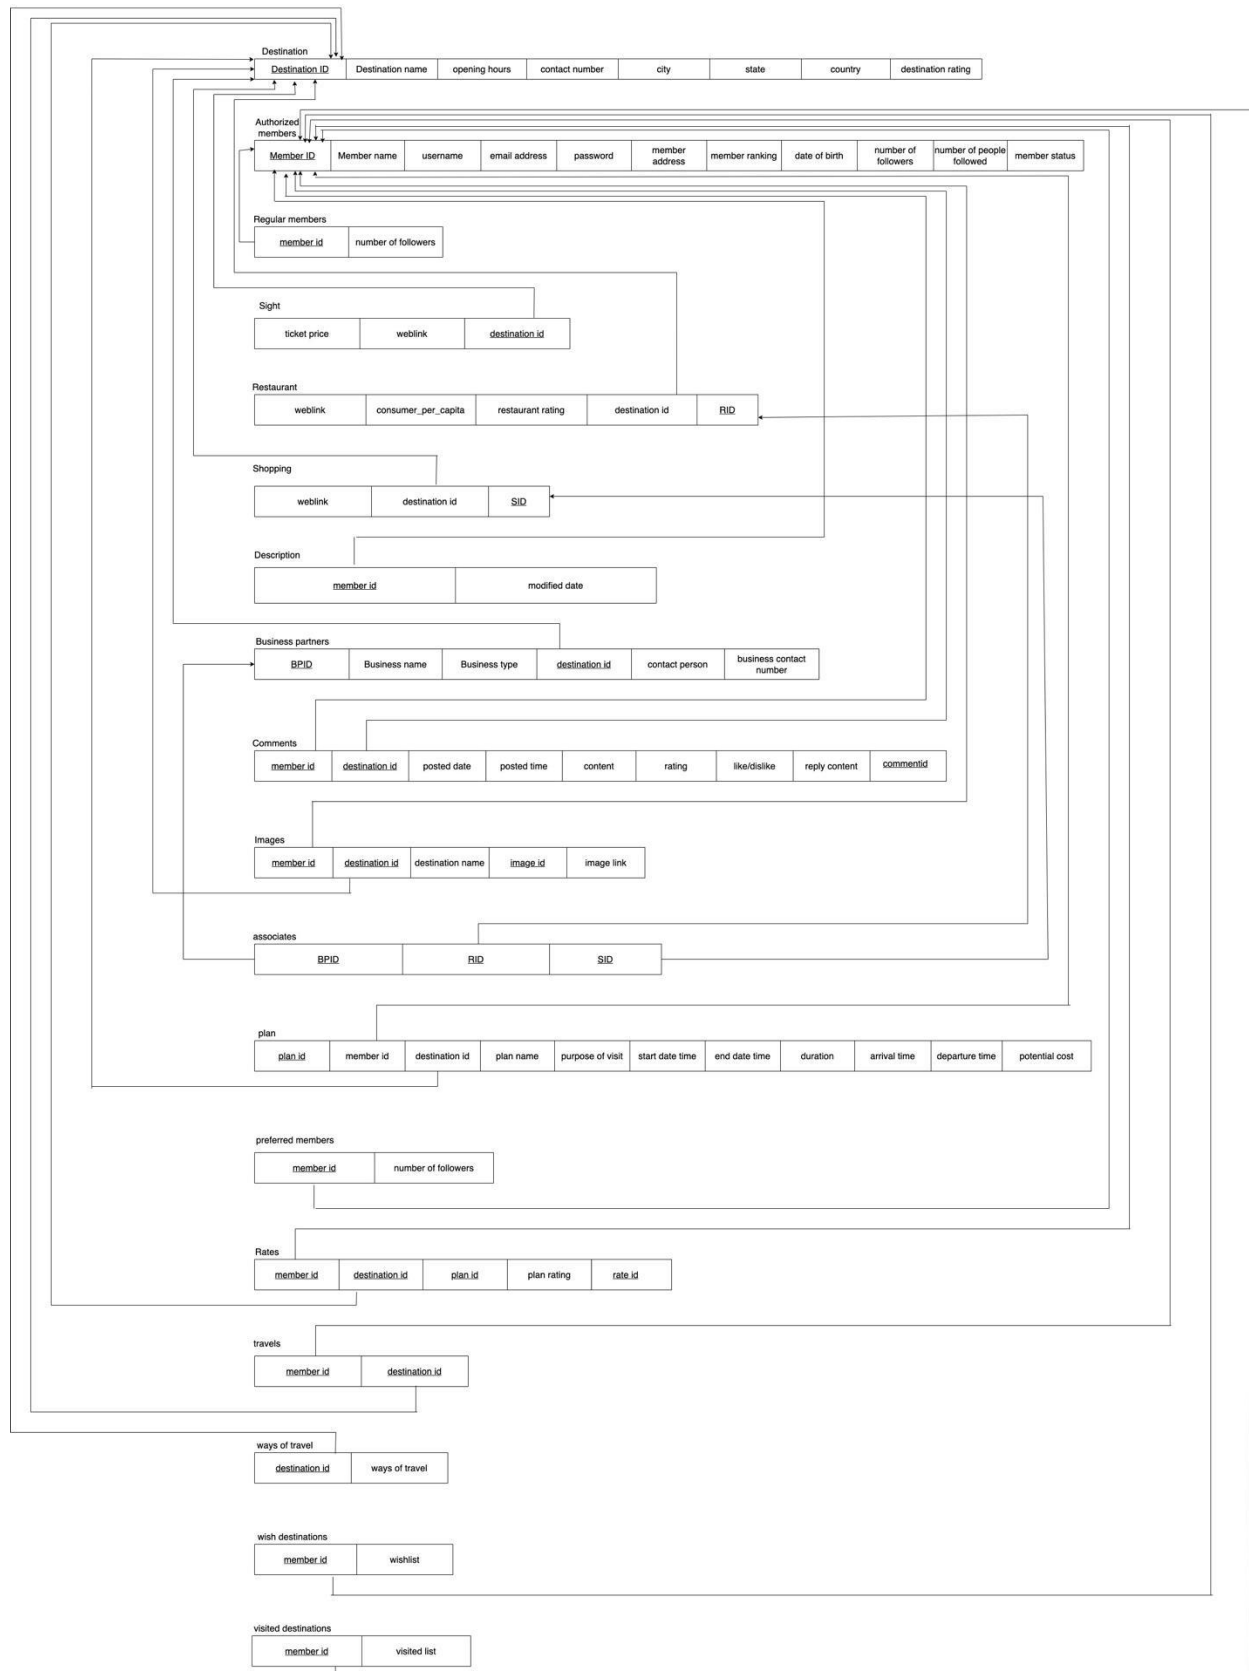 Destination
Destination ID Destination name opening hours contact number city state country destination rating
Authorized
members
Member ID Member name username email address password member address member ranking date of birth number of followers number of people followed member status
Regular members
member id number of followers
Sight
ticket price weblink destination id
Restaurant
weblink consumer_per_capita restaurant rating destination id RID
Shopping
weblink destination id SID
Description
member id modified date
Business partners
BPID Business name Business type destination id contact person business contact number
Comments
member id destination id posted date posted time content rating like/dislike reply content commentid
Images
member id destination id destination name image id image link
associates
BPID RID SID
plan
plan id member id destination id plan name purpose of visit start date time end date time duration arrival time departure time potential cost
preferred members
member id number of followers
Rates
member id destination id plan id plan rating rate id
travels
member id destination id
ways of travel
destination id ways of travel
wish destinations
member id wishlist
visited destinations
member id visited list